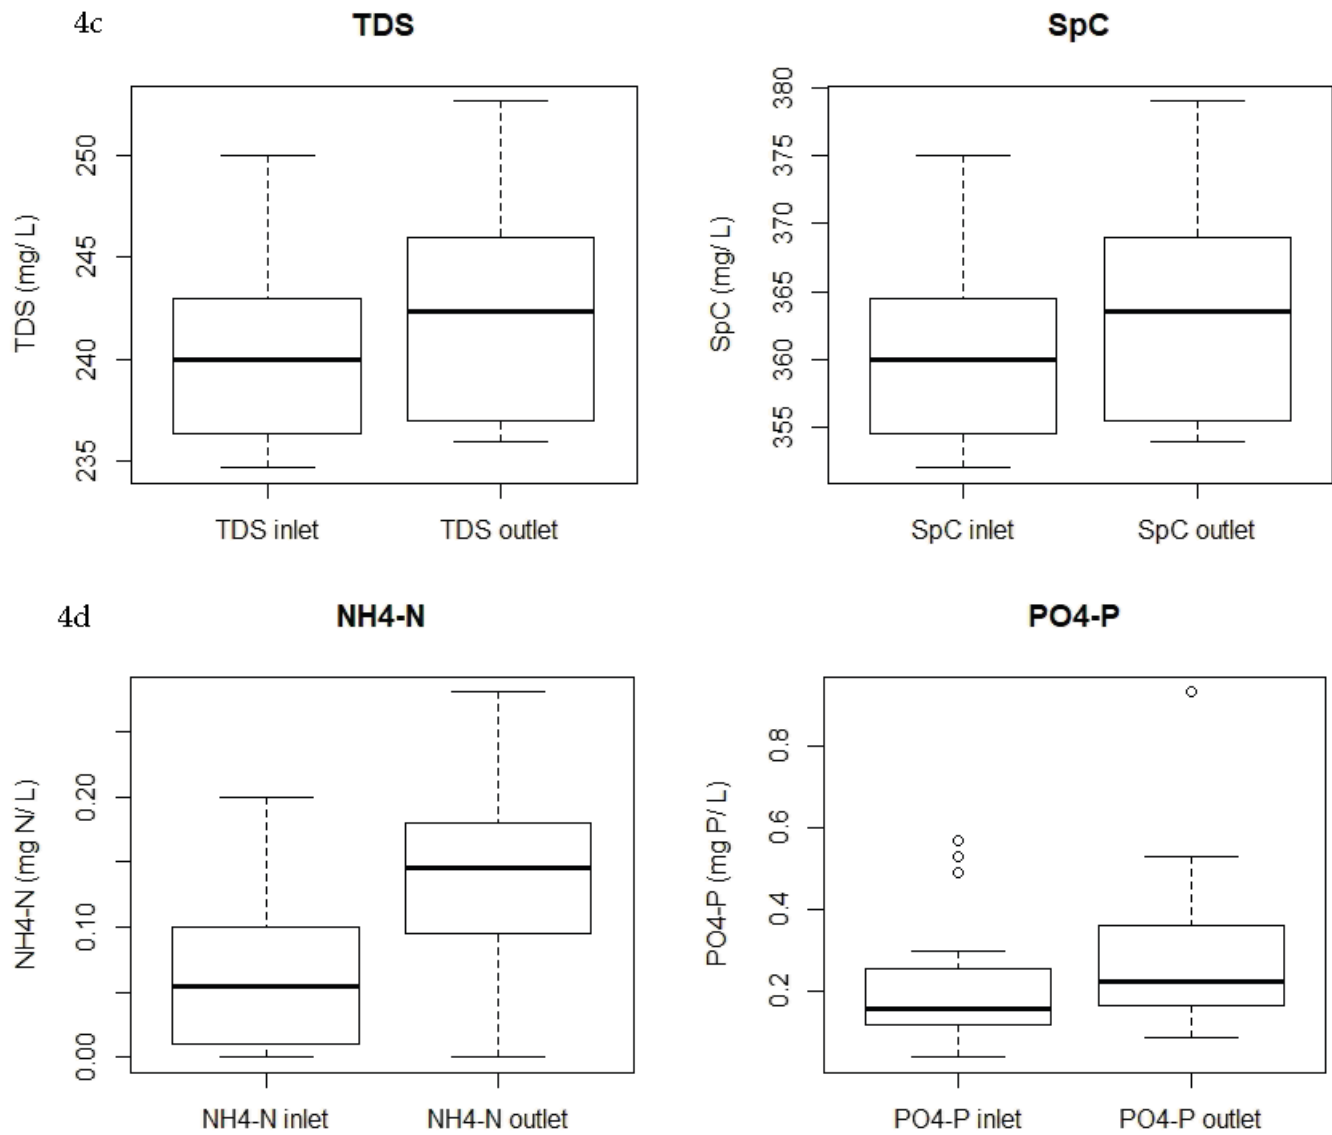 4c
TDS
SpC
TDS (mg/ L)
250
245
240
235
TDS inlet
TDS outlet
SpC (mg/ L)
380
375
370
365
360
355
SpC inlet
SpC outlet
4d
NH4-N
PO4-P
NH4-N (mg N/ L)
0.20
0.10
0.00
NH4-N inlet
NH4-N outlet
PO4-P (mg P/ L)
0.8
0.6
0.4
0.2
PO4-P inlet
PO4-P outlet